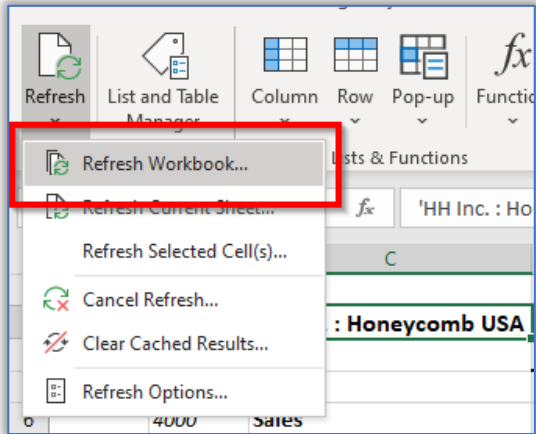 Refresh
List and Table
Manager
Column
Row
Pop-up
fx
Refresh Workbook...
Lists & Functions
Refresh Current Sheet...
fx
'HH Inc. : Ho
Refresh Selected Cell(s)...
C
Cancel Refresh...
. : Honeycomb USA
Clear Cached Results...
Refresh Options...
6
4000
Sales